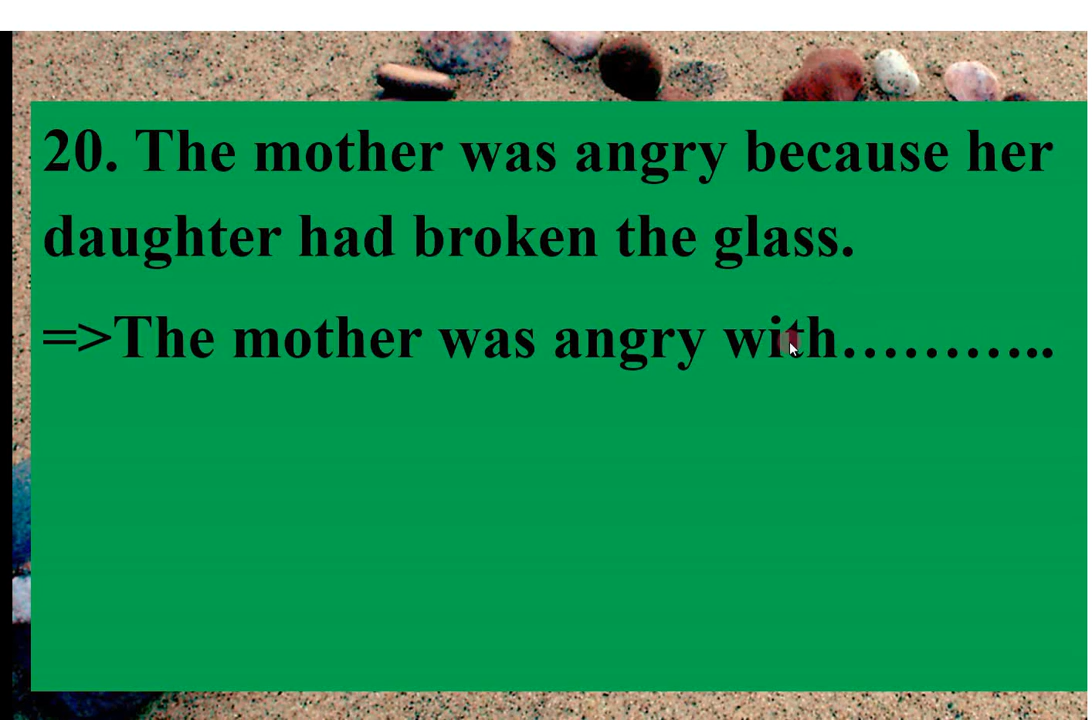 20. The mother was angry because her
daughter had broken the glass.
=>The mother was angry with………..